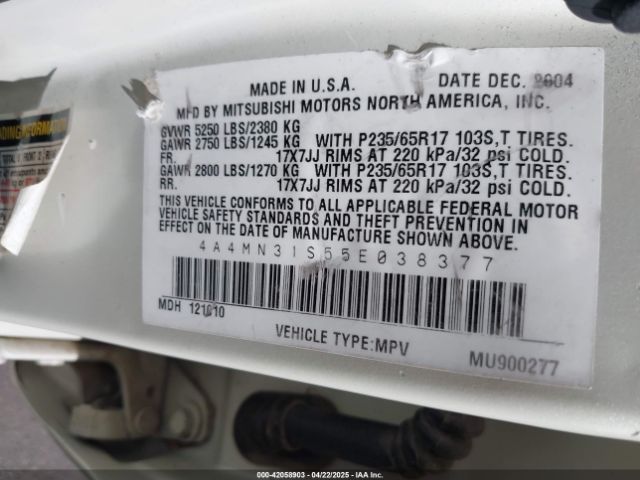 MADE IN U.S.A. DATE DEC. 2004
MFD BY MITSUBISHI MOTORS NORTH AMERICA, INC.
GVWR 5250 LBS/2380 KG
GAWR 2750 LBS/1245 KG WITH P235/65R17 103S,T TIRES.
FR. 17X7JJ RIMS AT 220 kPa/32 psi COLD.
GAWR 2800 LBS/1270 KG WITH P235/65R17 103S,T TIRES.
RR. 17X7JJ RIMS AT 220 kPa/32 psi COLD.
THIS VEHICLE CONFORMS TO ALL APPLICABLE FEDERAL MOTOR
VEHICLE SAFETY STANDARDS AND THEFT PREVENTION IN
EFFECT ON THE DATE OF MANUFACTURE SHOWN ABOVE.
4A4MN31S55E038377
MDH 121010
VEHICLE TYPE:MPV MU900277
ADING INFORMATION
000-42058903 - 04/22/2025 - IAAI.COM